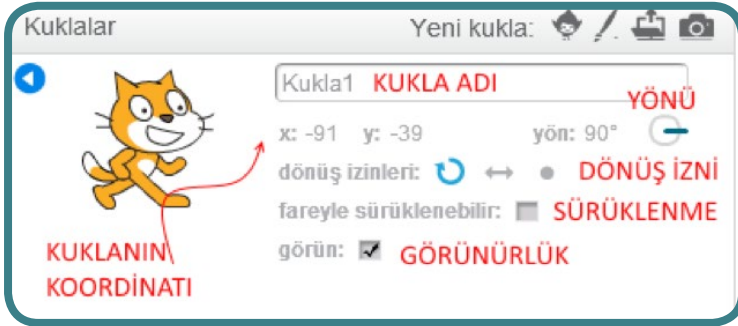 Kuklalar Yeni kukla:
Kukla1 KUKLA ADI
YÖNÜ
x: -91 y: -39 yön: 90°
dönüş izinleri: DÖNÜŞ İZNİ
fareyle sürüklenebilir: SÜRÜKLENME
görün: GÖRÜNÜRLÜK
KUKLANIN
KOORDİNATI